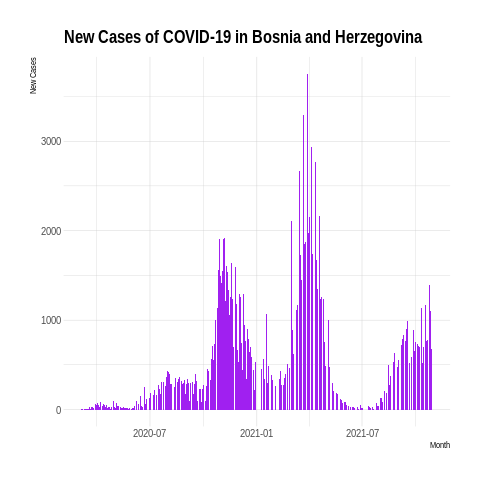 New Cases of COVID-19 in Bosnia and Herzegovina
New Cases
3000
2000
1000
0
2020-07 2021-01 2021-07
Month